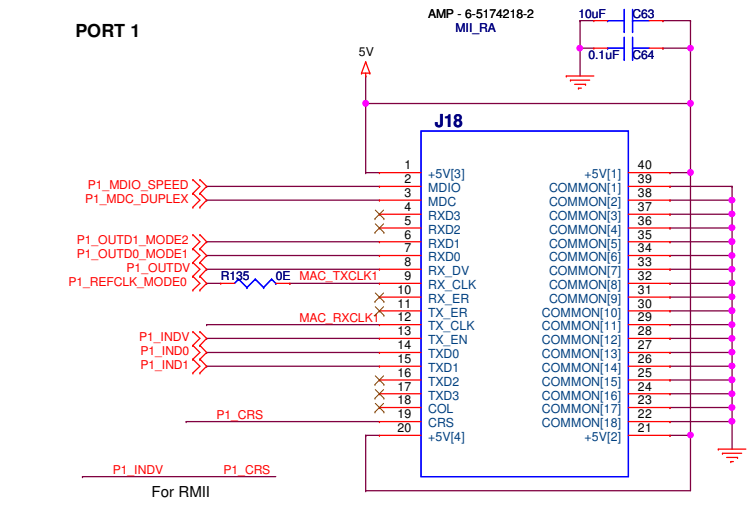 PORT 1
AMP - 6-5174218-2
MII_RA
10uF C63
0.1uF C64
5V
J18
1 +5V[3] +5V[1] 40
P1_MDIO_SPEED 2 MDIO COMMON[1] 39
P1_MDC_DUPLEX 3 MDC COMMON[2] 38
4 RXD3 COMMON[3] 37
5 RXD2 COMMON[4] 36
P1_OUTD1_MODE2 6 RXD1 COMMON[5] 35
P1_OUTD0_MODE1 7 RXD0 COMMON[6] 34
P1_OUTDV 8 RX_DV COMMON[7] 33
P1_REFCLK_MODE0 R135 0E MAC_TXCLK1 9 RX_CLK COMMON[8] 32
10 RX_ER COMMON[9] 31
11 TX_ER COMMON[10] 30
MAC_RXCLK1 12 TX_CLK COMMON[11] 29
P1_INDV 13 TX_EN COMMON[12] 28
P1_IND0 14 TXD0 COMMON[13] 27
P1_IND1 15 TXD1 COMMON[14] 26
16 TXD2 COMMON[15] 25
17 TXD3 COMMON[16] 24
18 COL COMMON[17] 23
P1_CRS 19 CRS COMMON[18] 22
20 +5V[4] +5V[2] 21
P1_INDV P1_CRS
For RMII